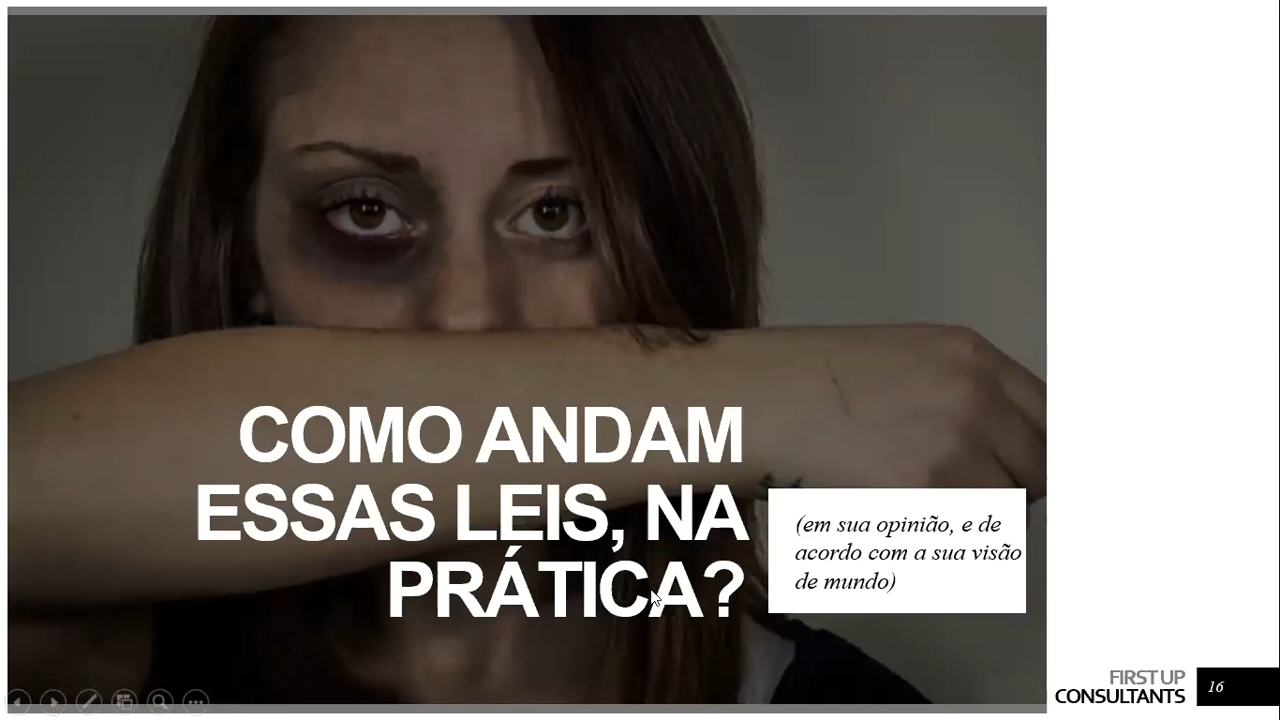 COMO ANDAM
ESSAS LEIS, NA
PRÁTICA?
(em sua opinião, e de
acordo com a sua visão
de mundo)
FIRST UP
CONSULTANTS
16